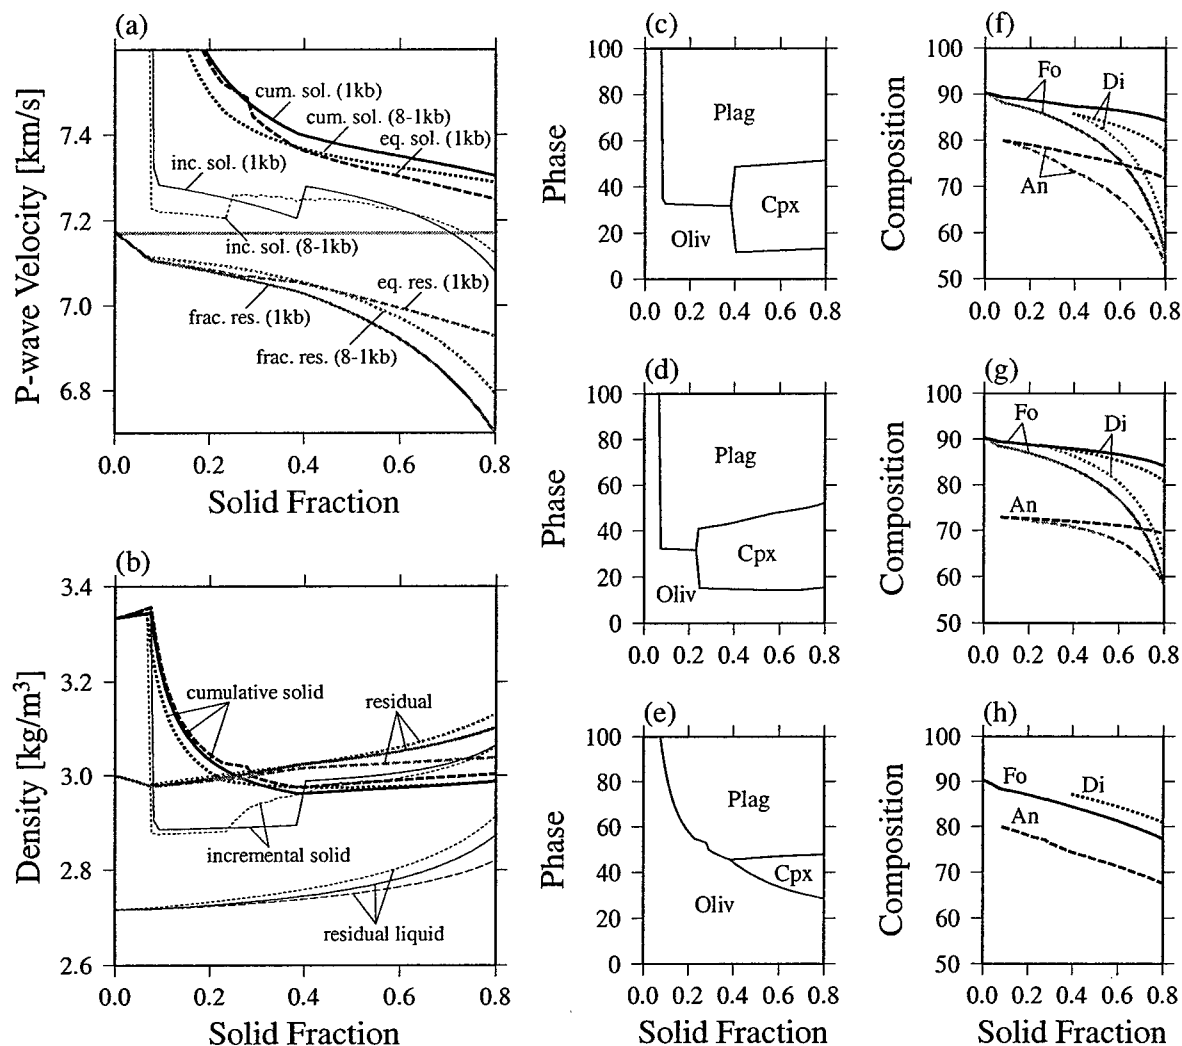 (a)
P-wave Velocity [km/s]
7.4
7.2
7.0
6.8
cum. sol. (1kb)
cum. sol. (8-1kb)
eq. sol. (1kb)
inc. sol. (1kb)
inc. sol. (8-1kb)
eq. res. (1kb)
frac. res. (1kb)
frac. res. (8-1kb)
0.0 0.2 0.4 0.6 0.8
Solid Fraction
(b)
Density [kg/m³]
3.4
3.2
3.0
2.8
2.6
cumulative solid
residual
incremental solid
residual liquid
0.0 0.2 0.4 0.6 0.8
Solid Fraction
(c)
Phase
100
80
60
40
20
0
Plag
Cpx
Oliv
0.0 0.2 0.4 0.6 0.8
(d)
Phase
100
80
60
40
20
0
Plag
Cpx
Oliv
0.0 0.2 0.4 0.6 0.8
(e)
Phase
100
80
60
40
20
0
Plag
Cpx
Oliv
0.0 0.2 0.4 0.6 0.8
Solid Fraction
(f)
Composition
100
90
80
70
60
50
Fo
Di
An
0.0 0.2 0.4 0.6 0.8
(g)
Composition
100
90
80
70
60
50
Fo
Di
An
0.0 0.2 0.4 0.6 0.8
(h)
Composition
100
90
80
70
60
50
Fo
Di
An
0.0 0.2 0.4 0.6 0.8
Solid Fraction